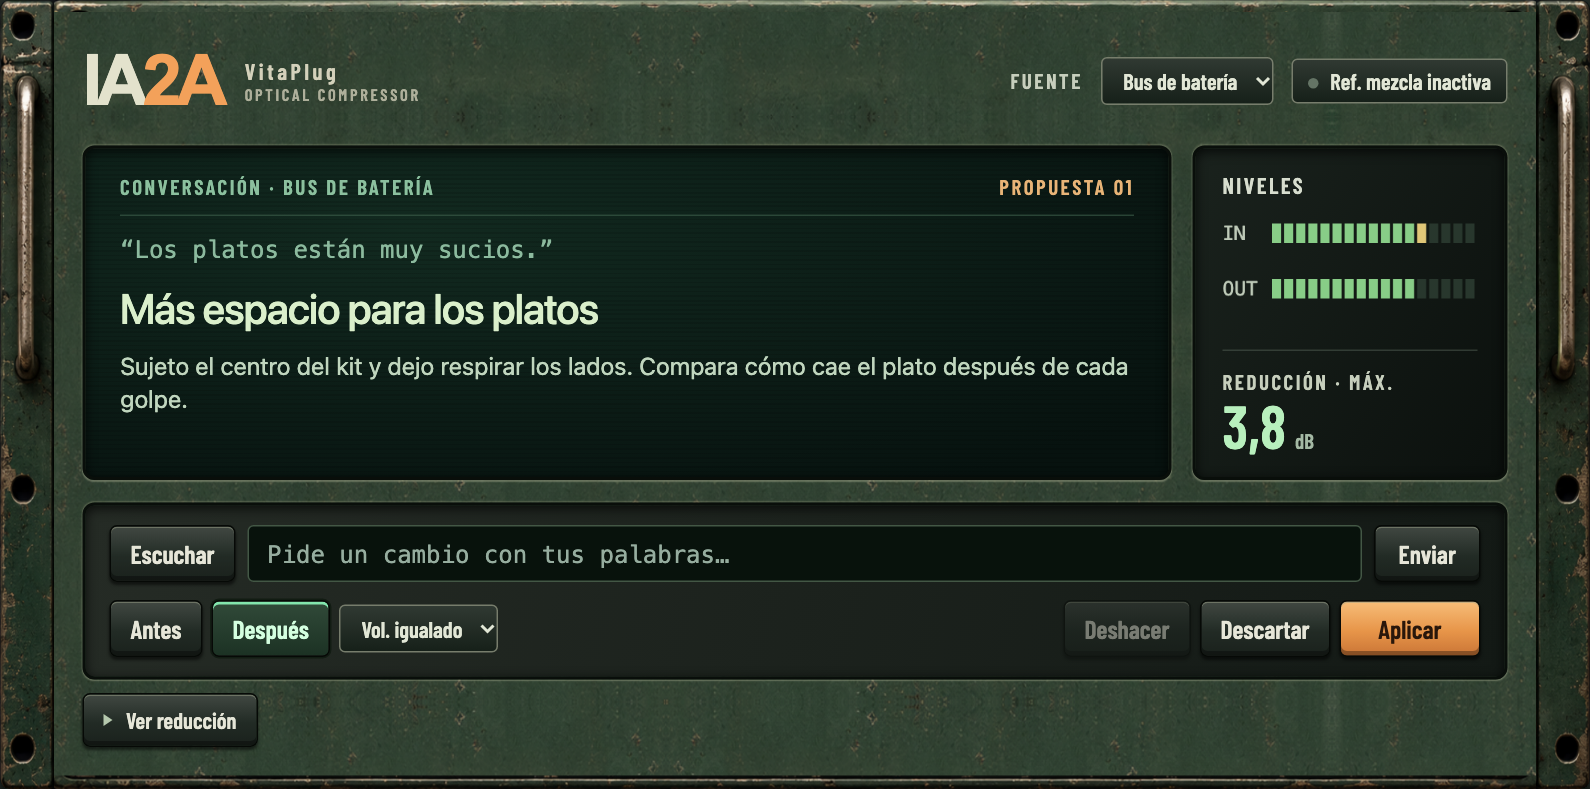 IA2A
VitaPlug
OPTICAL COMPRESSOR
FUENTE
Bus de batería
Ref. mezcla inactiva
CONVERSACIÓN · BUS DE BATERÍA
PROPUESTA 01
“Los platos están muy sucios.”
Más espacio para los platos
Sujeto el centro del kit y dejo respirar los lados. Compara cómo cae el plato después de cada
golpe.
NIVELES
IN
OUT
REDUCCIÓN · MÁX.
3,8 dB
Escuchar
Pide un cambio con tus palabras…
Enviar
Antes
Después
Vol. igualado
Deshacer
Descartar
Aplicar
Ver reducción